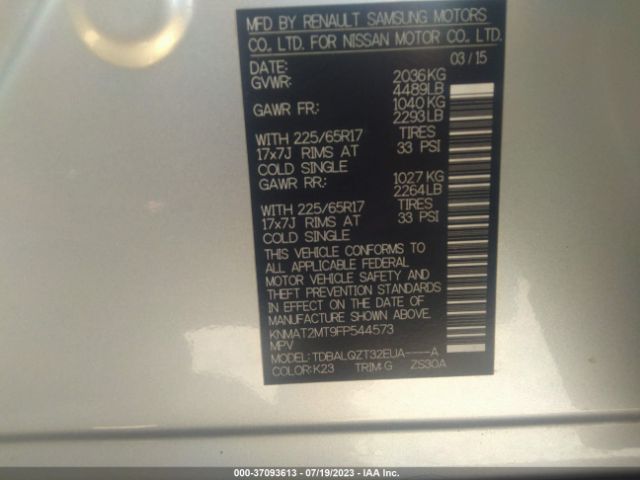 MFD BY RENAULT SAMSUNG MOTORS
CO., LTD. FOR NISSAN MOTOR CO., LTD.
DATE: 03/15
GVWR: 2036KG
4489LB
GAWR FR: 1040KG
2293LB
WITH 225/65R17 TIRES
17x7J RIMS AT 33 PSI
COLD SINGLE
GAWR RR: 1027 KG
2264LB
WITH 225/65R17 TIRES
17x7J RIMS AT 33 PSI
COLD SINGLE
THIS VEHICLE CONFORMS TO
ALL APPLICABLE FEDERAL
MOTOR VEHICLE SAFETY AND
THEFT PREVENTION STANDARDS
IN EFFECT ON THE DATE OF
MANUFACTURE SHOWN ABOVE.
KNMAT2MT9FP544573
MPV
MODEL: TDBALQZT32EUA----A
COLOR:K23 TRIM:G ZS30A
000-37093613 / 07/19/2023 - IAA Inc.